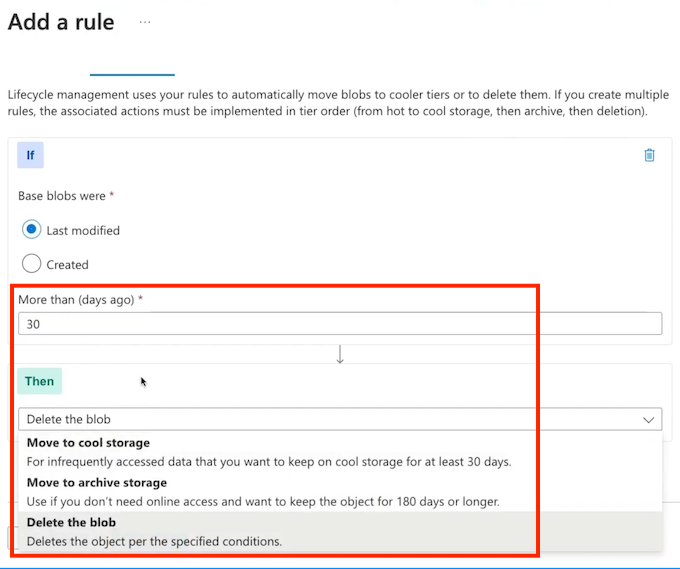 Add a rule ...
Lifecycle management uses your rules to automatically move blobs to cooler tiers or to delete them. If you create multiple
rules, the associated actions must be implemented in tier order (from hot to cool storage, then archive, then deletion).
If
Base blobs were *
Last modified
Created
More than (days ago) *
30
Then
Delete the blob
Move to cool storage
For infrequently accessed data that you want to keep on cool storage for at least 30 days.
Move to archive storage
Use if you don't need online access and want to keep the object for 180 days or longer.
Delete the blob
Deletes the object per the specified conditions.